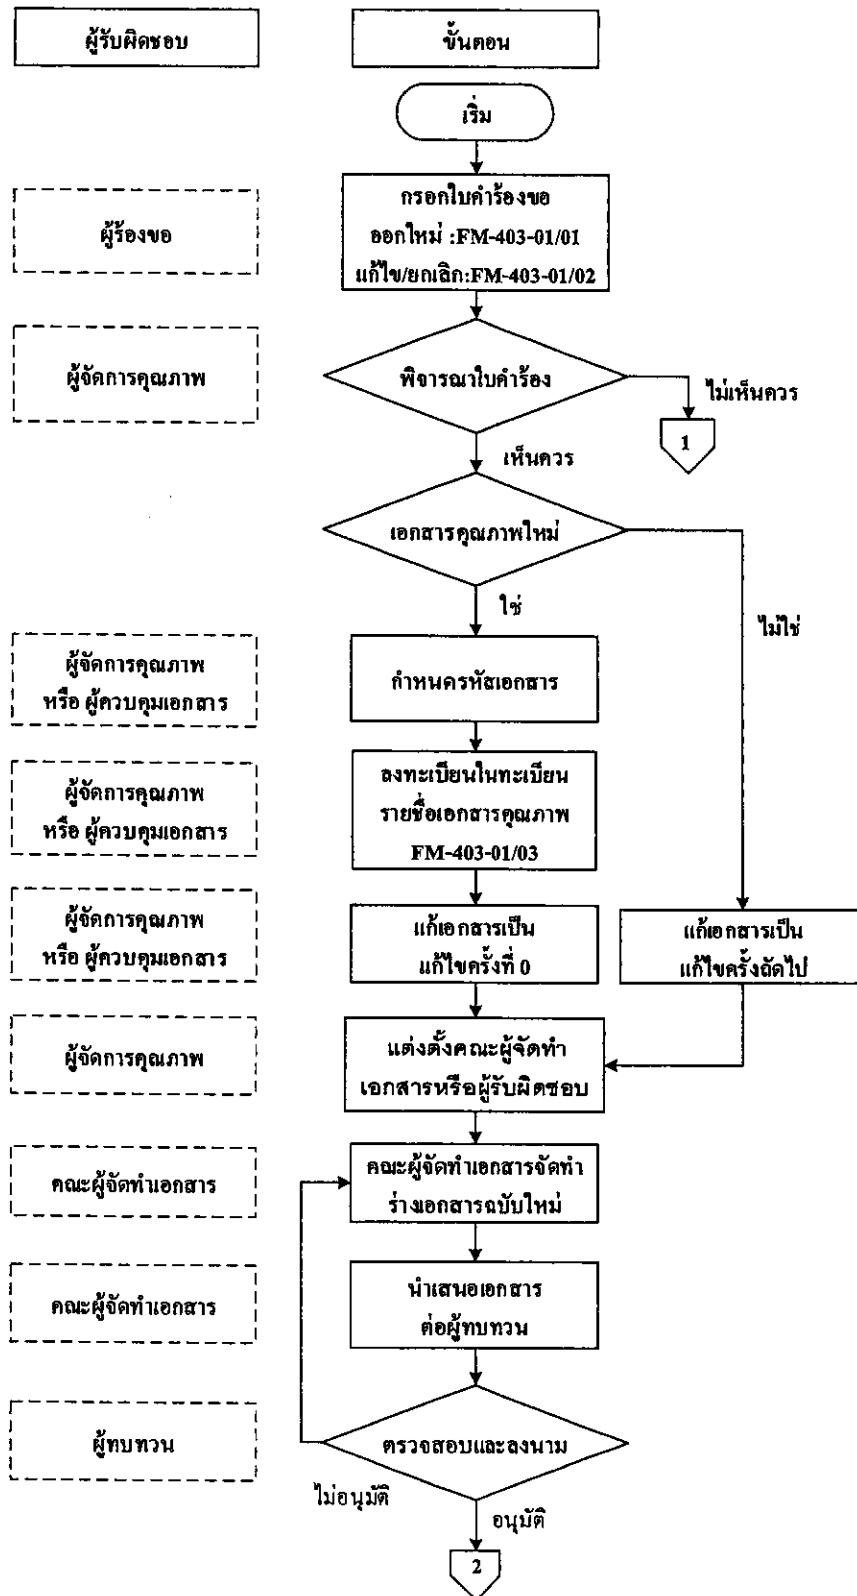 ผู้รับผิดชอบ
ขั้นตอน
เริ่ม
ผู้ร้องขอ
กรอกใบคำร้องขอ
ออกใหม่ :FM-403-01/01
แก้ไข/ยกเลิก:FM-403-01/02
ผู้จัดการคุณภาพ
พิจารณาใบคำร้อง
ไม่เห็นควร
1
เห็นควร
เอกสารคุณภาพใหม่
ใช่
ไม่ใช่
ผู้จัดการคุณภาพ
หรือ ผู้ควบคุมเอกสาร
กำหนดรหัสเอกสาร
ผู้จัดการคุณภาพ
หรือ ผู้ควบคุมเอกสาร
ลงทะเบียนในทะเบียน
รายชื่อเอกสารคุณภาพ
FM-403-01/03
ผู้จัดการคุณภาพ
หรือ ผู้ควบคุมเอกสาร
แก้เอกสารเป็น
แก้ไขครั้งที่ 0
แก้เอกสารเป็น
แก้ไขครั้งถัดไป
ผู้จัดการคุณภาพ
แต่งตั้งคณะผู้จัดทำ
เอกสารหรือผู้รับผิดชอบ
คณะผู้จัดทำเอกสาร
คณะผู้จัดทำเอกสารจัดทำ
ร่างเอกสารฉบับใหม่
คณะผู้จัดทำเอกสาร
นำเสนอเอกสาร
ต่อผู้ทบทวน
ผู้ทบทวน
ตรวจสอบและลงนาม
ไม่อนุมัติ
อนุมัติ
2